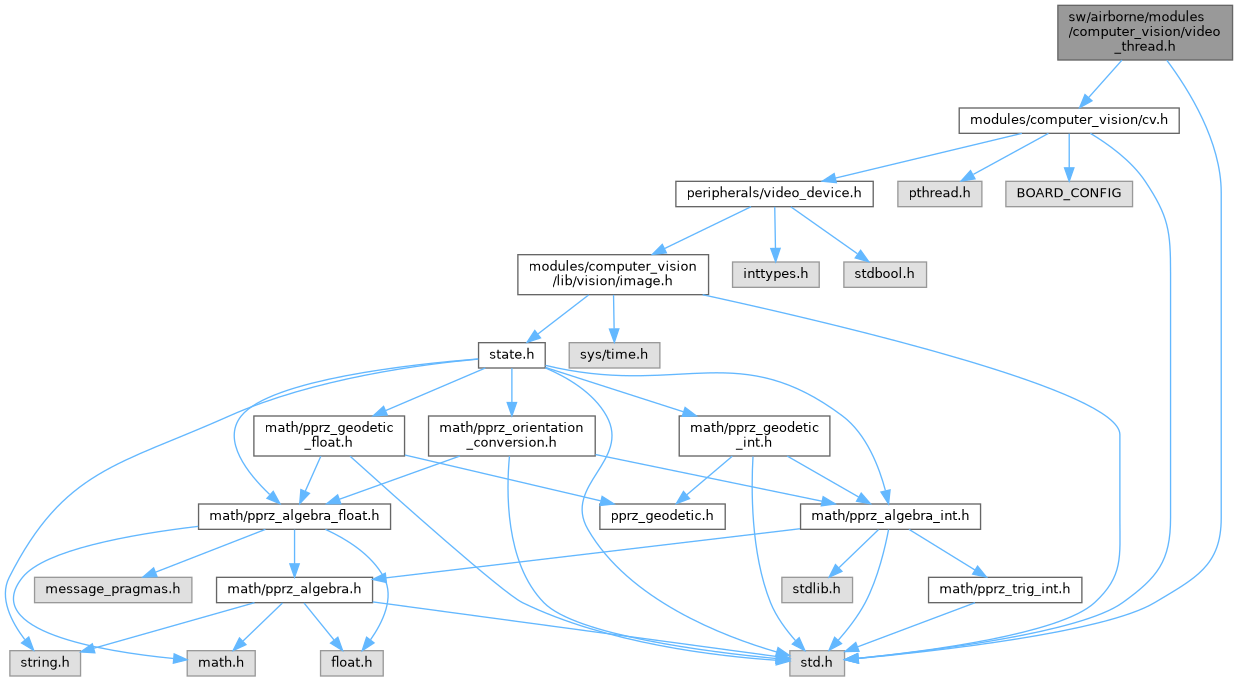 sw/airborne/modules
/computer_vision/video
_thread.h
modules/computer_vision/cv.h
peripherals/video_device.h
pthread.h
BOARD_CONFIG
modules/computer_vision
/lib/vision/image.h
inttypes.h
stdbool.h
state.h
sys/time.h
math/pprz_geodetic
_float.h
math/pprz_orientation
_conversion.h
math/pprz_geodetic
_int.h
math/pprz_algebra_float.h
pprz_geodetic.h
math/pprz_algebra_int.h
message_pragmas.h
math/pprz_algebra.h
stdlib.h
math/pprz_trig_int.h
string.h
math.h
float.h
std.h